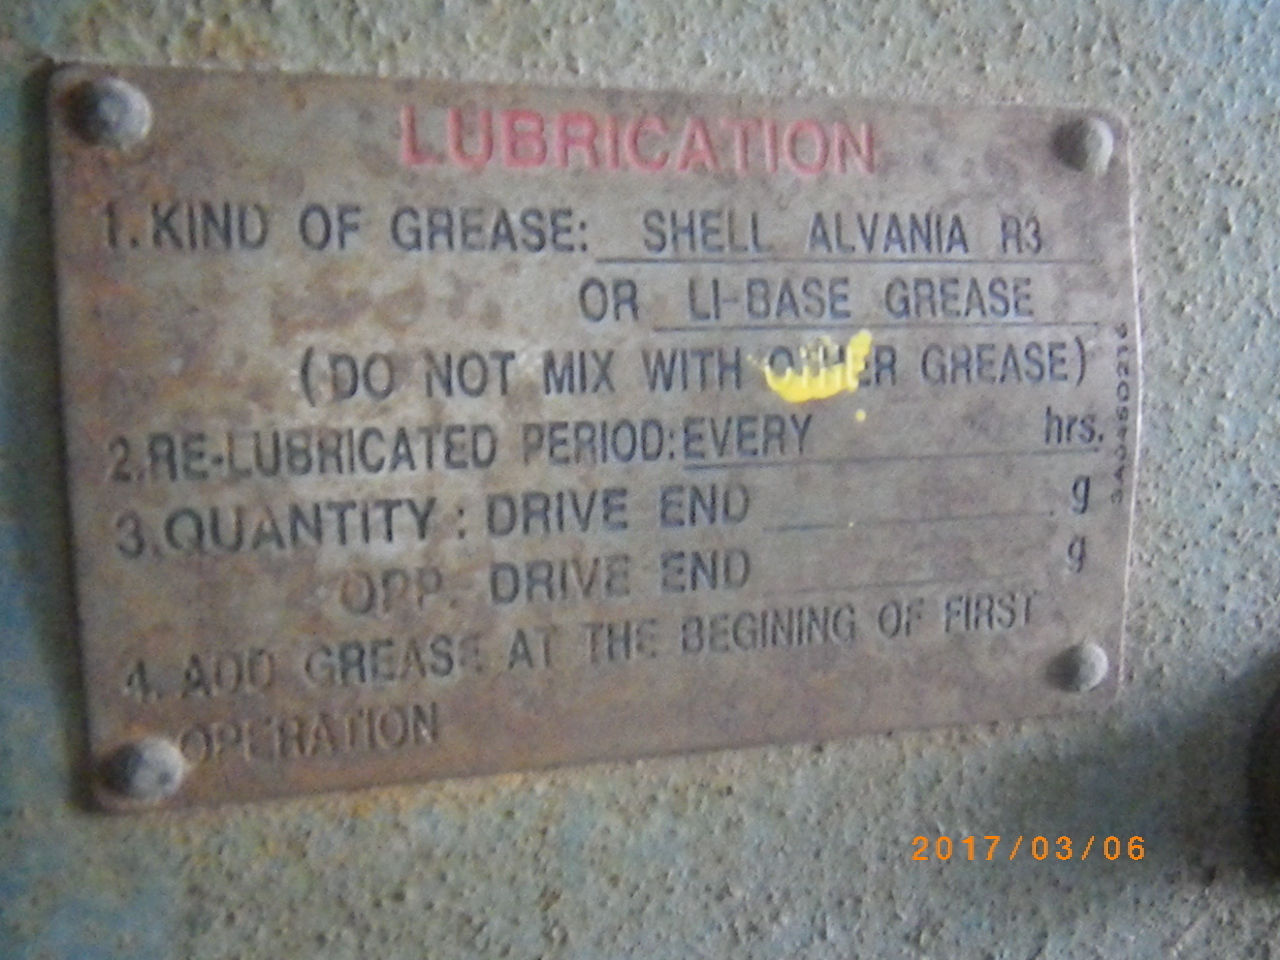 LUBRICATION
1. KIND OF GREASE: SHELL ALVANIA R3
OR LI-BASE GREASE
(DO NOT MIX WITH OTHER GREASE)
2. RE-LUBRICATED PERIOD: EVERY hrs.
3. QUANTITY : DRIVE END g
OPP. DRIVE END g
4. ADD GREASE AT THE BEGINING OF FIRST
OPERATION
2017/03/06